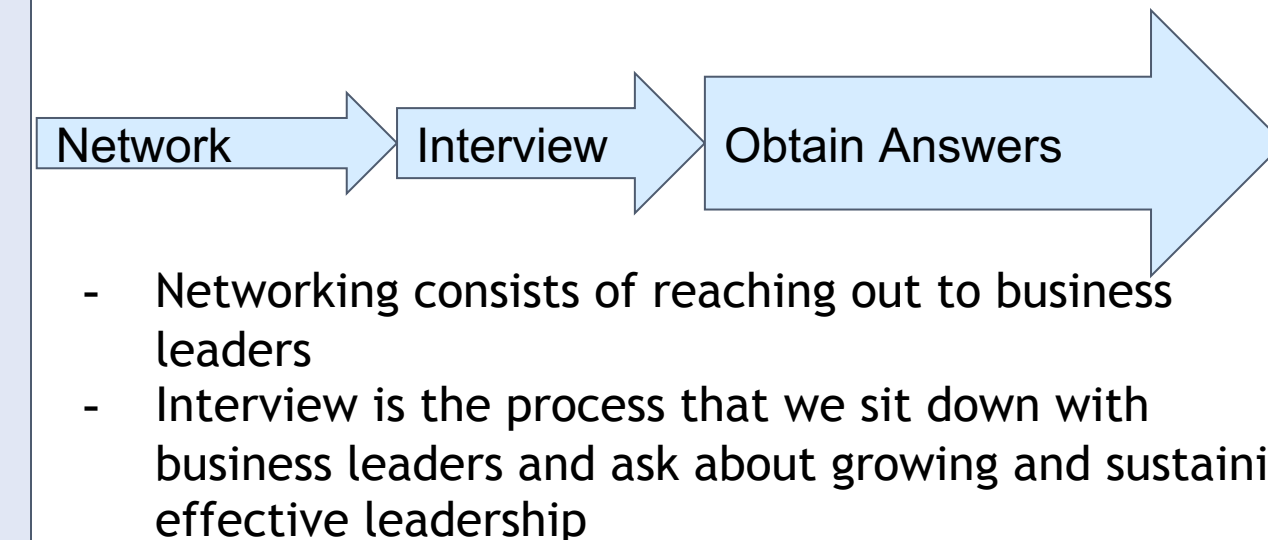 Network
Interview
Obtain Answers
- Networking consists of reaching out to business
leaders
- Interview is the process that we sit down with
business leaders and ask about growing and sustaini
effective leadership